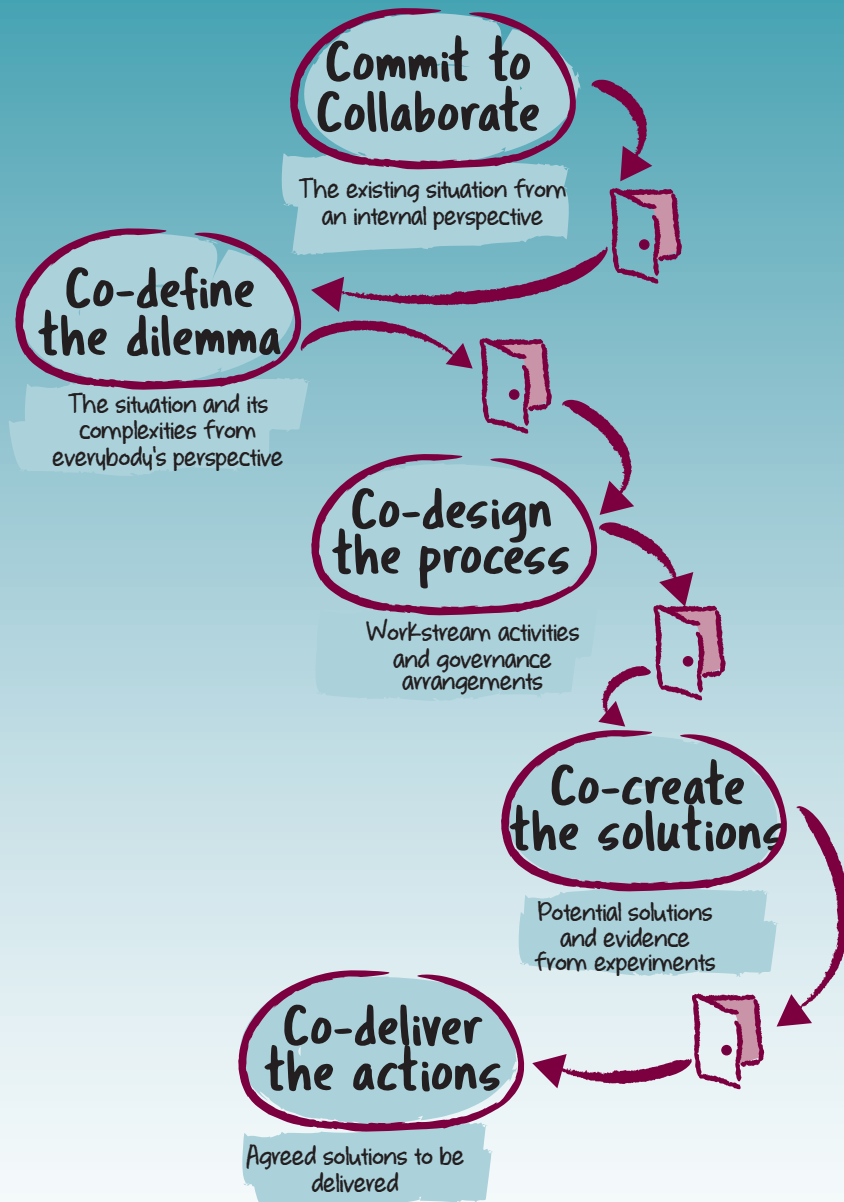 Commit to
Collaborate
The existing situation from
an internal perspective
Co-define
the dilemma
The situation and its
complexities from
everybody's perspective
Co-design
the process
Workstream activities
and governance
arrangements
Co-create
the solutions
Potential solutions
and evidence
from experiments
Co-deliver
the actions
Agreed solutions to be
delivered